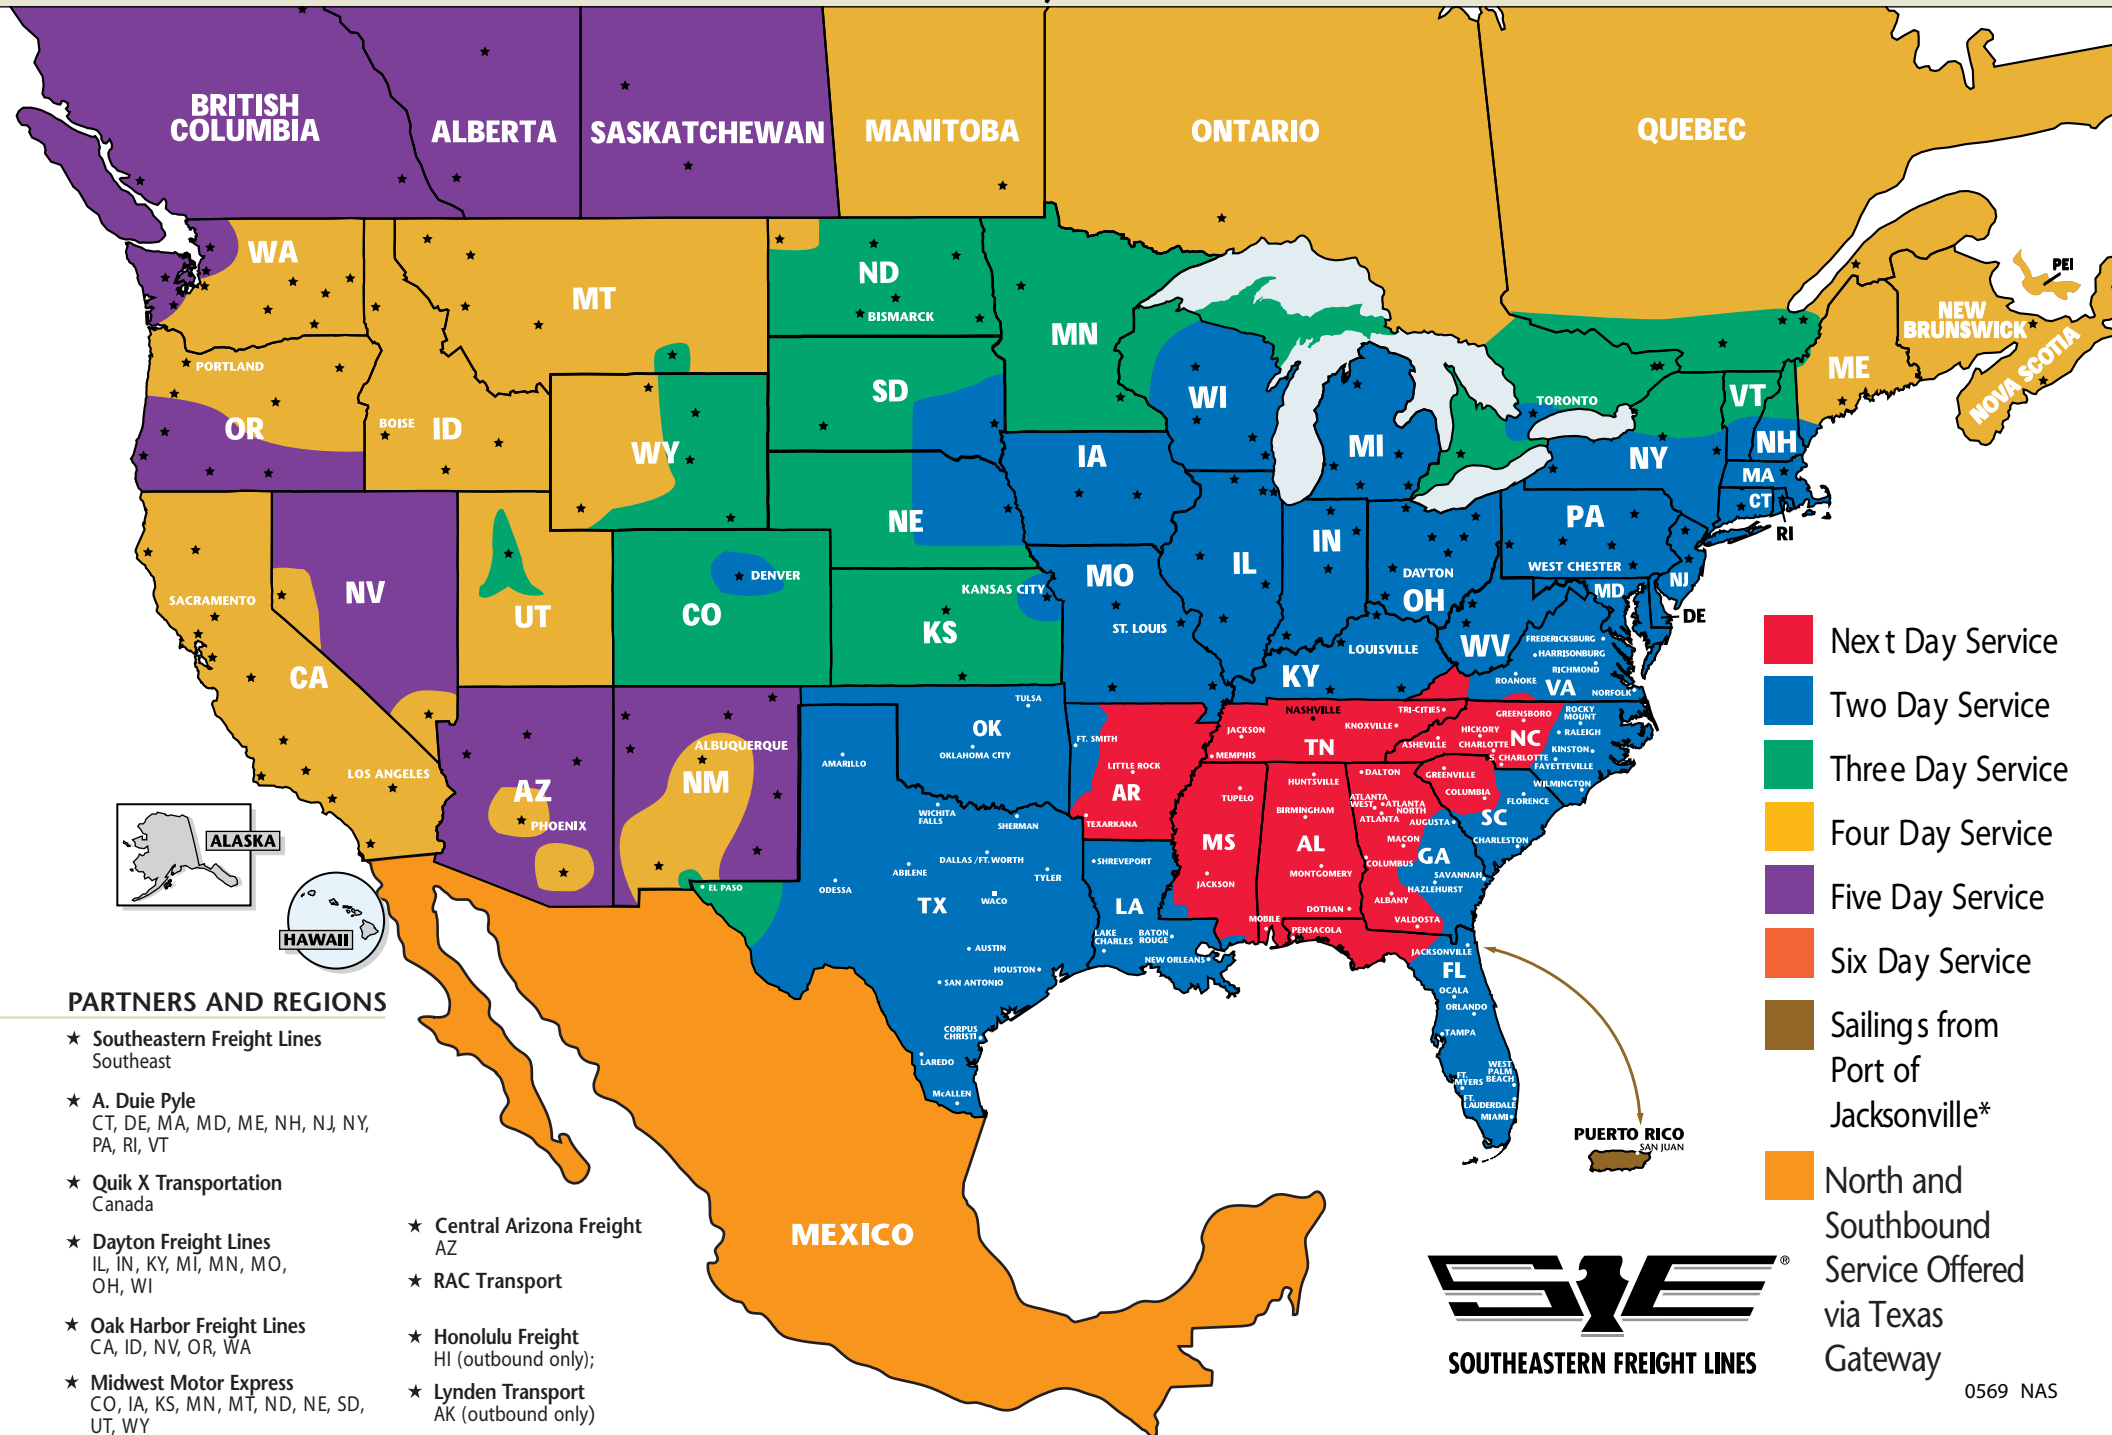 BRITISH
COLUMBIA
ALBERTA
SASKATCHEWAN
MANITOBA
ONTARIO
QUEBEC
PEI
NEW
BRUNSWICK
NOVA SCOTIA
WA
MT
ND
BISMARCK
MN
ME
PORTLAND
OR
BOISE
ID
WY
SD
WI
MI
TORONTO
VT
NH
NY
MA
CT
RI
IA
NE
PA
WEST CHESTER
NJ
MD
DE
NV
SACRAMENTO
CA
LOS ANGELES
UT
CO
DENVER
KS
KANSAS CITY
MO
ST. LOUIS
IL
IN
DAYTON
OH
WV
KY
LOUISVILLE
FREDERICKSBURG
HARRISONBURG
RICHMOND
ROANOKE
VA
NORFOLK
AZ
PHOENIX
ALBUQUERQUE
NM
EL PASO
TULSA
OK
OKLAHOMA CITY
AMARILLO
WICHITA
FALLS
SHERMAN
DALLAS /FT. WORTH
ABILENE
TYLER
ODESSA
TX
WACO
AUSTIN
HOUSTON
SAN ANTONIO
CORPUS
CHRISTI
LAREDO
McALLEN
FT. SMITH
LITTLE ROCK
AR
TEXARKANA
SHREVEPORT
LA
LAKE
CHARLES
BATON
ROUGE
NEW ORLEANS
NASHVILLE
JACKSON
KNOXVILLE
TRI-CITIES
TN
MEMPHIS
TUPELO
MS
JACKSON
HUNTSVILLE
BIRMINGHAM
AL
MONTGOMERY
DOTHAN
MOBILE
PENSACOLA
DALTON
ATLANTA
WEST
ATLANTA
NORTH
ATLANTA
AUGUSTA
MACON
GA
COLUMBUS
SAVANNAH
HAZLEHURST
ALBANY
VALDOSTA
GREENSBORO
ROCKY
MOUNT
HICKORY
NC
RALEIGH
ASHEVILLE
CHARLOTTE
KINSTON
S. CHARLOTTE
FAYETTEVILLE
WILMINGTON
GREENVILLE
COLUMBIA
FLORENCE
SC
CHARLESTON
JACKSONVILLE
FL
OCALA
ORLANDO
TAMPA
WEST
PALM
BEACH
FT.
MYERS
FT.
LAUDERDALE
MIAMI
PUERTO RICO
SAN JUAN
ALASKA
HAWAII
MEXICO
PARTNERS AND REGIONS
★ Southeastern Freight Lines
Southeast
★ A. Duie Pyle
CT, DE, MA, MD, ME, NH, NJ, NY,
PA, RI, VT
★ Quik X Transportation
Canada
★ Dayton Freight Lines
IL, IN, KY, MI, MN, MO,
OH, WI
★ Oak Harbor Freight Lines
CA, ID, NV, OR, WA
★ Midwest Motor Express
CO, IA, KS, MN, MT, ND, NE, SD,
UT, WY
★ Central Arizona Freight
AZ
★ RAC Transport
★ Honolulu Freight
HI (outbound only);
★ Lynden Transport
AK (outbound only)
Next Day Service
Two Day Service
Three Day Service
Four Day Service
Five Day Service
Six Day Service
Sailings from
Port of
Jacksonville*
North and
Southbound
Service Offered
via Texas
Gateway
SE®
SOUTHEASTERN FREIGHT LINES
0569 NAS